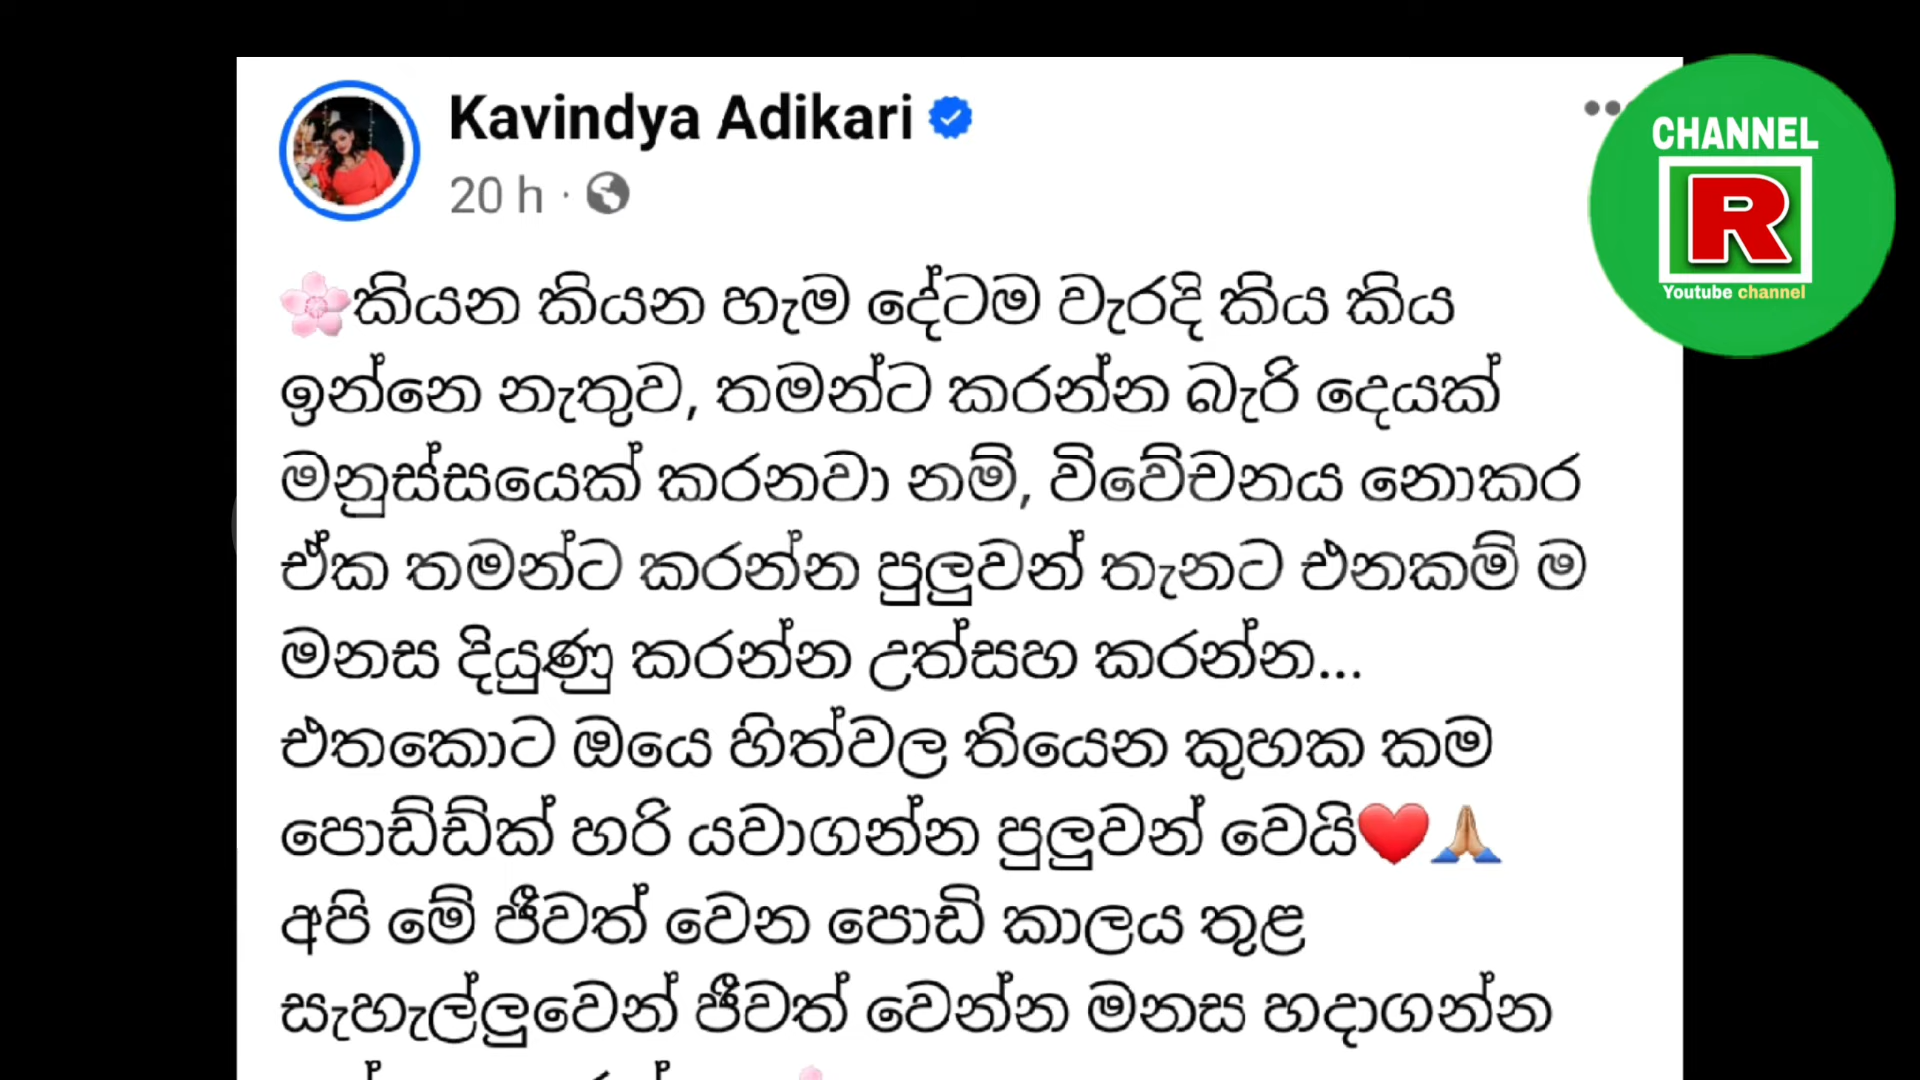 Kavindya Adikari
20 h ·
🌸කියන කියන හැම දේටම වැරදි කිය කිය
ඉන්නෙ නැතුව, තමන්ට කරන්න බැරි දෙයක්
මනුස්සයෙක් කරනවා නම්, විවේචනය නොකර
ඒක තමන්ට කරන්න පුලුවන් තැනට එනකම් ම
මනස දියුණු කරන්න උත්සහ කරන්න...
එතකොට ඔයෙ හිත්වල තියෙන කුහක කම
පොඩ්ඩ්ක් හරි යවාගන්න පුලුවන් වෙයි❤️🙏🏼
අපි මේ ජීවත් වෙන පොඩි කාලය තුළ
සැහැල්ලුවෙන් ජීවත් වෙන්න මනස හදාගන්න
CHANNEL
R
Youtube channel